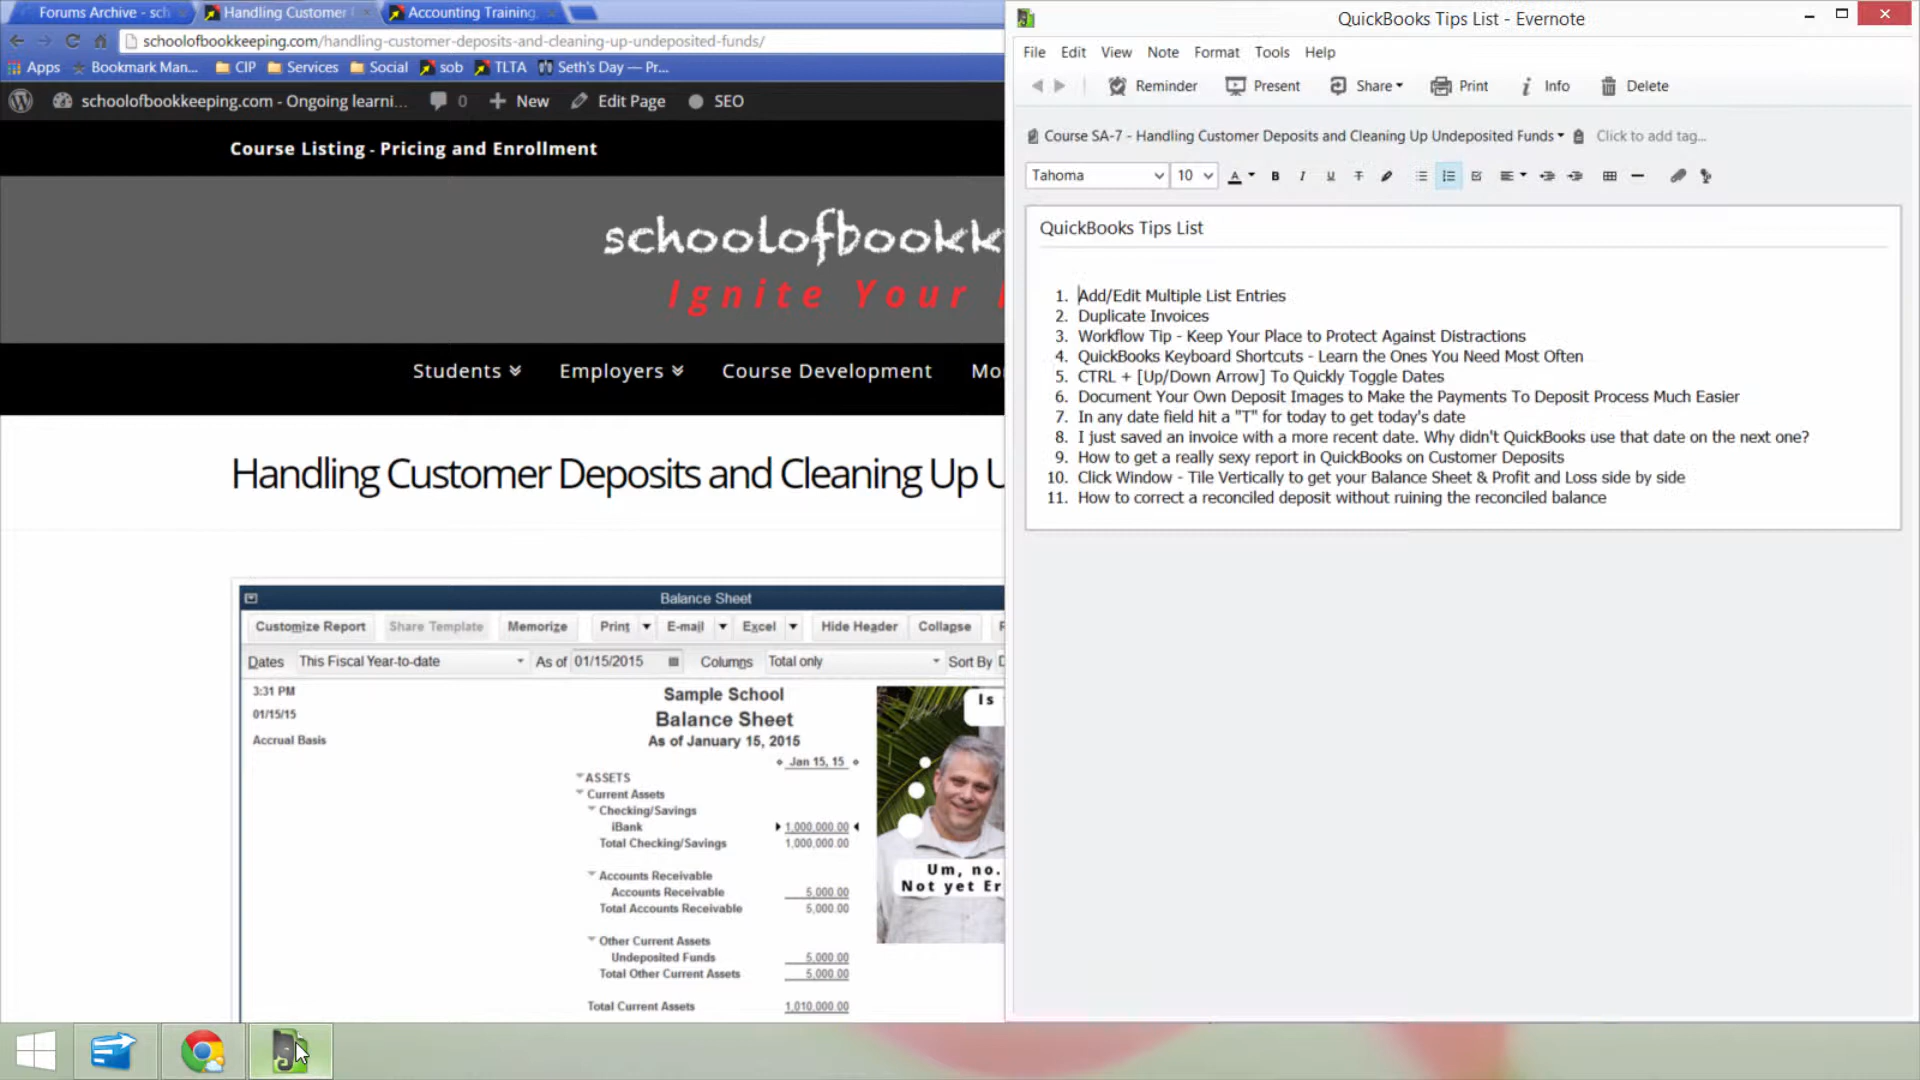 Forums Archive - sch
Handling Customer
Accounting Training,
schoolofbookkeeping.com/handling-customer-deposits-and-cleaning-up-undeposited-funds/
Apps
Bookmark Man...
CIP
Services
Social
sob
TLTA
Seth's Day — Pr...
schoolofbookkeeping.com - Ongoing learni...
0
New
Edit Page
SEO
Course Listing - Pricing and Enrollment
schoolofbookk
Ignite Your
Students
Employers
Course Development
Mo
Handling Customer Deposits and Cleaning Up U
Balance Sheet
Customize Report
Share Template
Memorize
Print
E-mail
Excel
Hide Header
Collapse
Dates
This Fiscal Year-to-date
As of
01/15/2015
Columns
Total only
Sort By
3:31 PM
01/15/15
Accrual Basis
Sample School
Balance Sheet
As of January 15, 2015
Jan 15, 15
ASSETS
Current Assets
Checking/Savings
iBank 1,000,000.00
Total Checking/Savings 1,000,000.00
Accounts Receivable
Accounts Receivable 5,000.00
Total Accounts Receivable 5,000.00
Other Current Assets
Undeposited Funds 5,000.00
Total Other Current Assets 5,000.00
Total Current Assets 1,010,000.00
Is
Um, no.
Not yet Er
QuickBooks Tips List - Evernote
File Edit View Note Format Tools Help
Reminder
Present
Share
Print
Info
Delete
Course SA-7 - Handling Customer Deposits and Cleaning Up Undeposited Funds
Click to add tag...
Tahoma
10
QuickBooks Tips List
1. Add/Edit Multiple List Entries
2. Duplicate Invoices
3. Workflow Tip - Keep Your Place to Protect Against Distractions
4. QuickBooks Keyboard Shortcuts - Learn the Ones You Need Most Often
5. CTRL + [Up/Down Arrow] To Quickly Toggle Dates
6. Document Your Own Deposit Images to Make the Payments To Deposit Process Much Easier
7. In any date field hit a "T" for today to get today's date
8. I just saved an invoice with a more recent date. Why didn't QuickBooks use that date on the next one?
9. How to get a really sexy report in QuickBooks on Customer Deposits
10. Click Window - Tile Vertically to get your Balance Sheet & Profit and Loss side by side
11. How to correct a reconciled deposit without ruining the reconciled balance